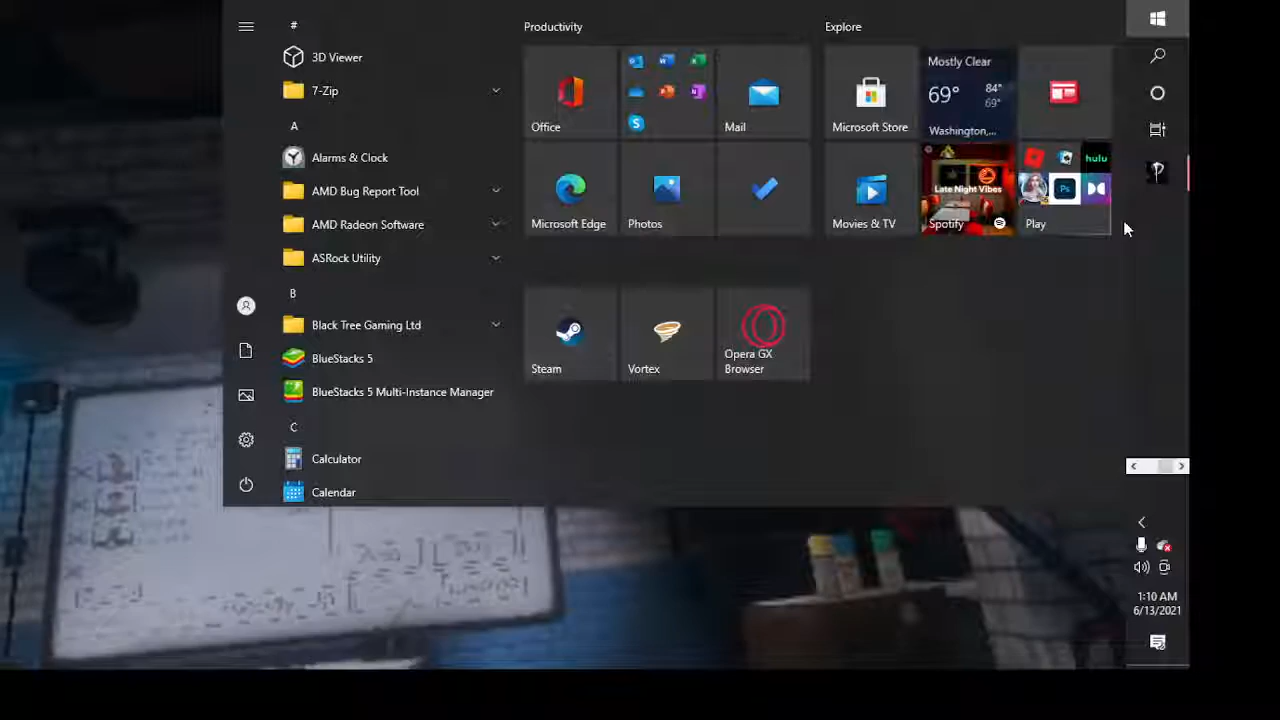 #
3D Viewer
7-Zip
A
Alarms & Clock
AMD Bug Report Tool
AMD Radeon Software
ASRock Utility
B
Black Tree Gaming Ltd
BlueStacks 5
BlueStacks 5 Multi-Instance Manager
C
Calculator
Calendar
Productivity
Office
Mail
Microsoft Edge
Photos
Steam
Vortex
Opera GX
Browser
Explore
Microsoft Store
Mostly Clear
69° 84°
69°
Washington,...
Movies & TV
Late Night Vibes
Spotify
hulu
Ps
Play
1:10 AM
6/13/2021